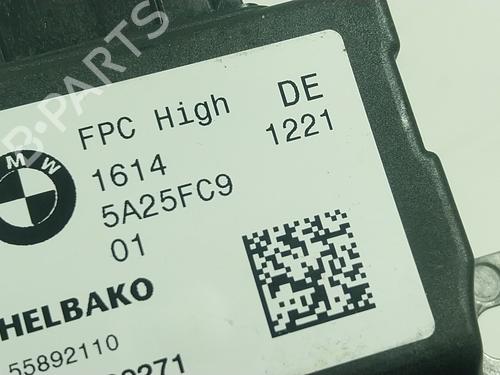 FPC High DE
1614 1221
5A25FC9
01
BMW
HELBAKO
55892110
B-PARTS